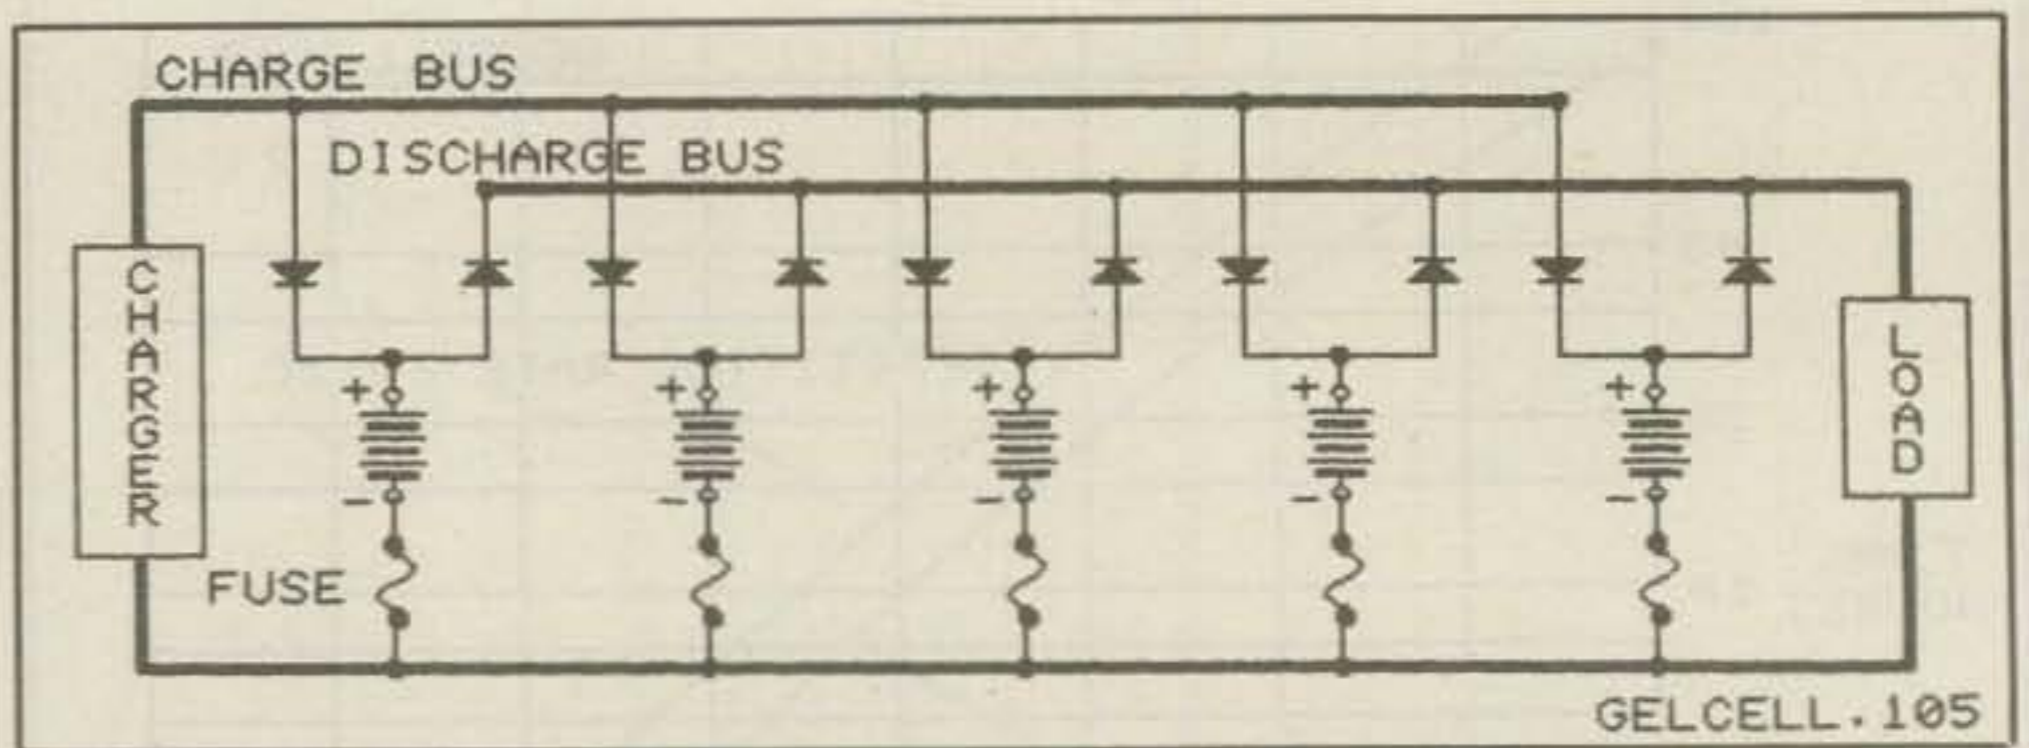 CHARGE BUS
DISCHARGE BUS
CHARGER
+ + + + +
- - - - -
LOAD
FUSE
GELCELL.105